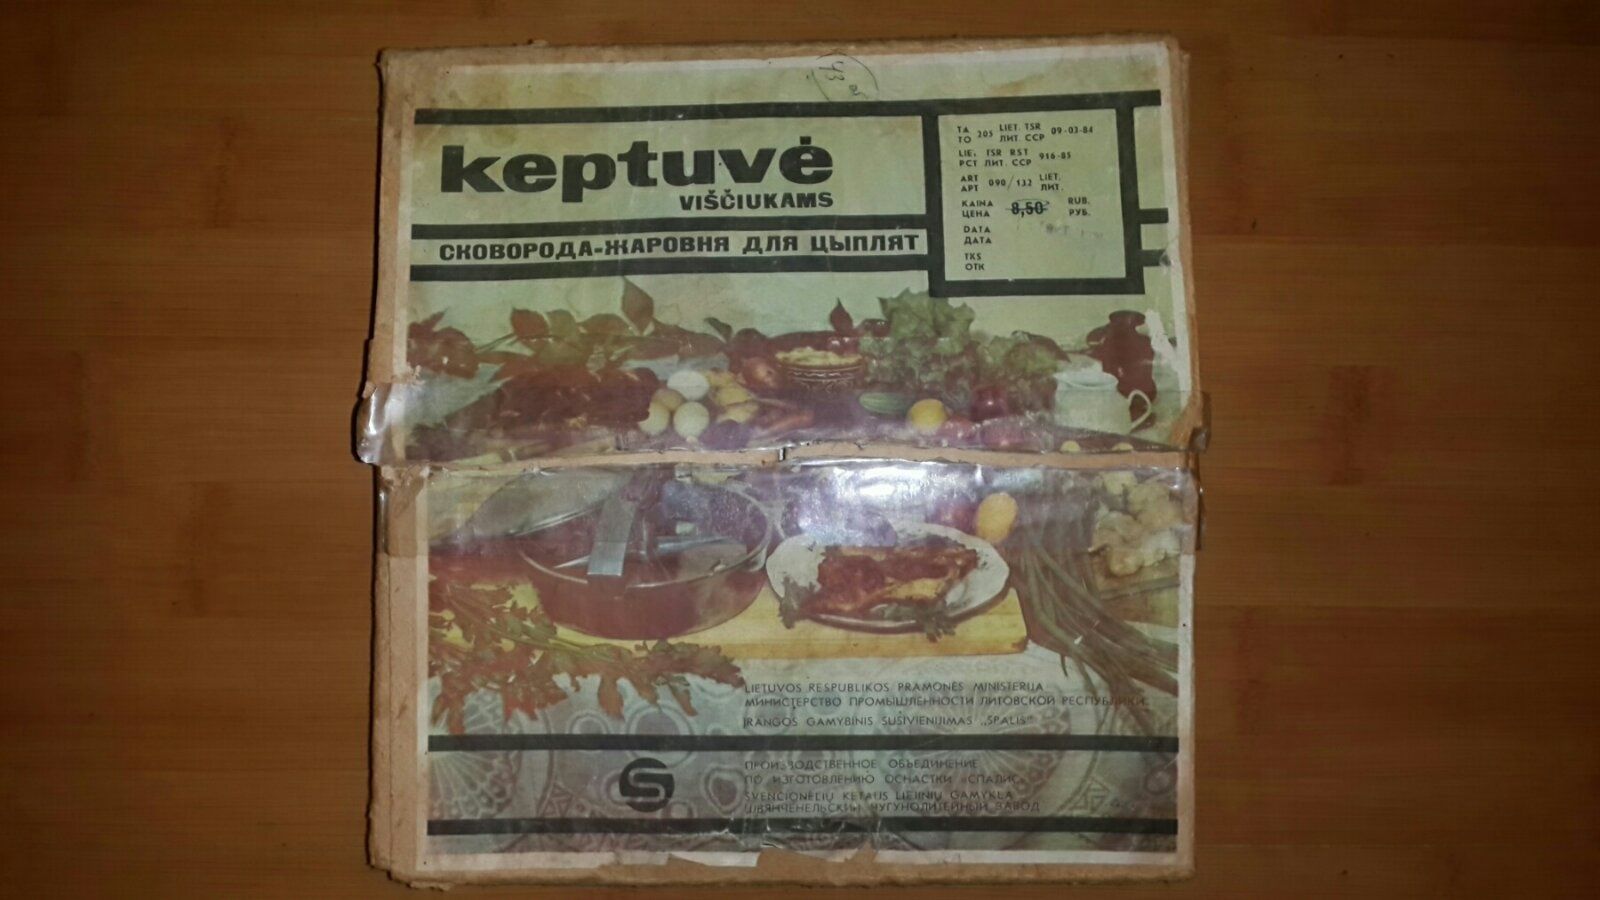 43
keptuvė
VIŠČIUKAMS
СКОВОРОДА-ЖАРОВНЯ ДЛЯ ЦЫПЛЯТ
TA 205 LIET. TSR 09-03-84
ТО ЛИТ. ССР
LIET. TSR RST 916-85
РСТ ЛИТ. ССР
ART 090/132 LIET.
АРТ ЛИТ.
KAINA 8,50 RUB.
ЦЕНА РУБ.
DATA
ДАТА
TKS
ОТК
LIETUVOS RESPUBLIKOS PRAMONĖS MINISTERIJA
МИНИСТЕРСТВО ПРОМЫШЛЕННОСТИ ЛИТОВСКОЙ РЕСПУБЛИКИ
ĮRANGOS GAMYBINIS SUSIVIENIJIMAS „SPALIS"
ПРОИЗВОДСТВЕННОЕ ОБЪЕДИНЕНИЕ
ПО ИЗГОТОВЛЕНИЮ ОСНАСТКИ «СПАЛИС»
ŠVENČIONĖLIŲ KETAUS LIEJINIŲ GAMYKLA
ШВЯНЧЕНЕЛЬСКИЙ ЧУГУНОЛИТЕЙНЫЙ ЗАВОД